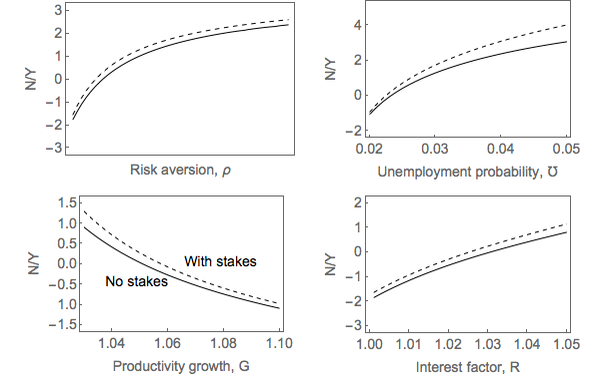 3
2
1
0
−1
−2
−3
N/Y
Risk aversion, ρ
4
2
0
−2
N/Y
0.02 0.03 0.04 0.05
Unemployment probability, ℧
1.5
1.0
0.5
0.0
−0.5
1.0
−1.5
N/Y
With stakes
No stakes
1.04 1.06 1.08 1.10
Productivity growth, G
2
1
0
−1
−2
−3
N/Y
1.00 1.01 1.02 1.03 1.04 1.05
Interest factor, R